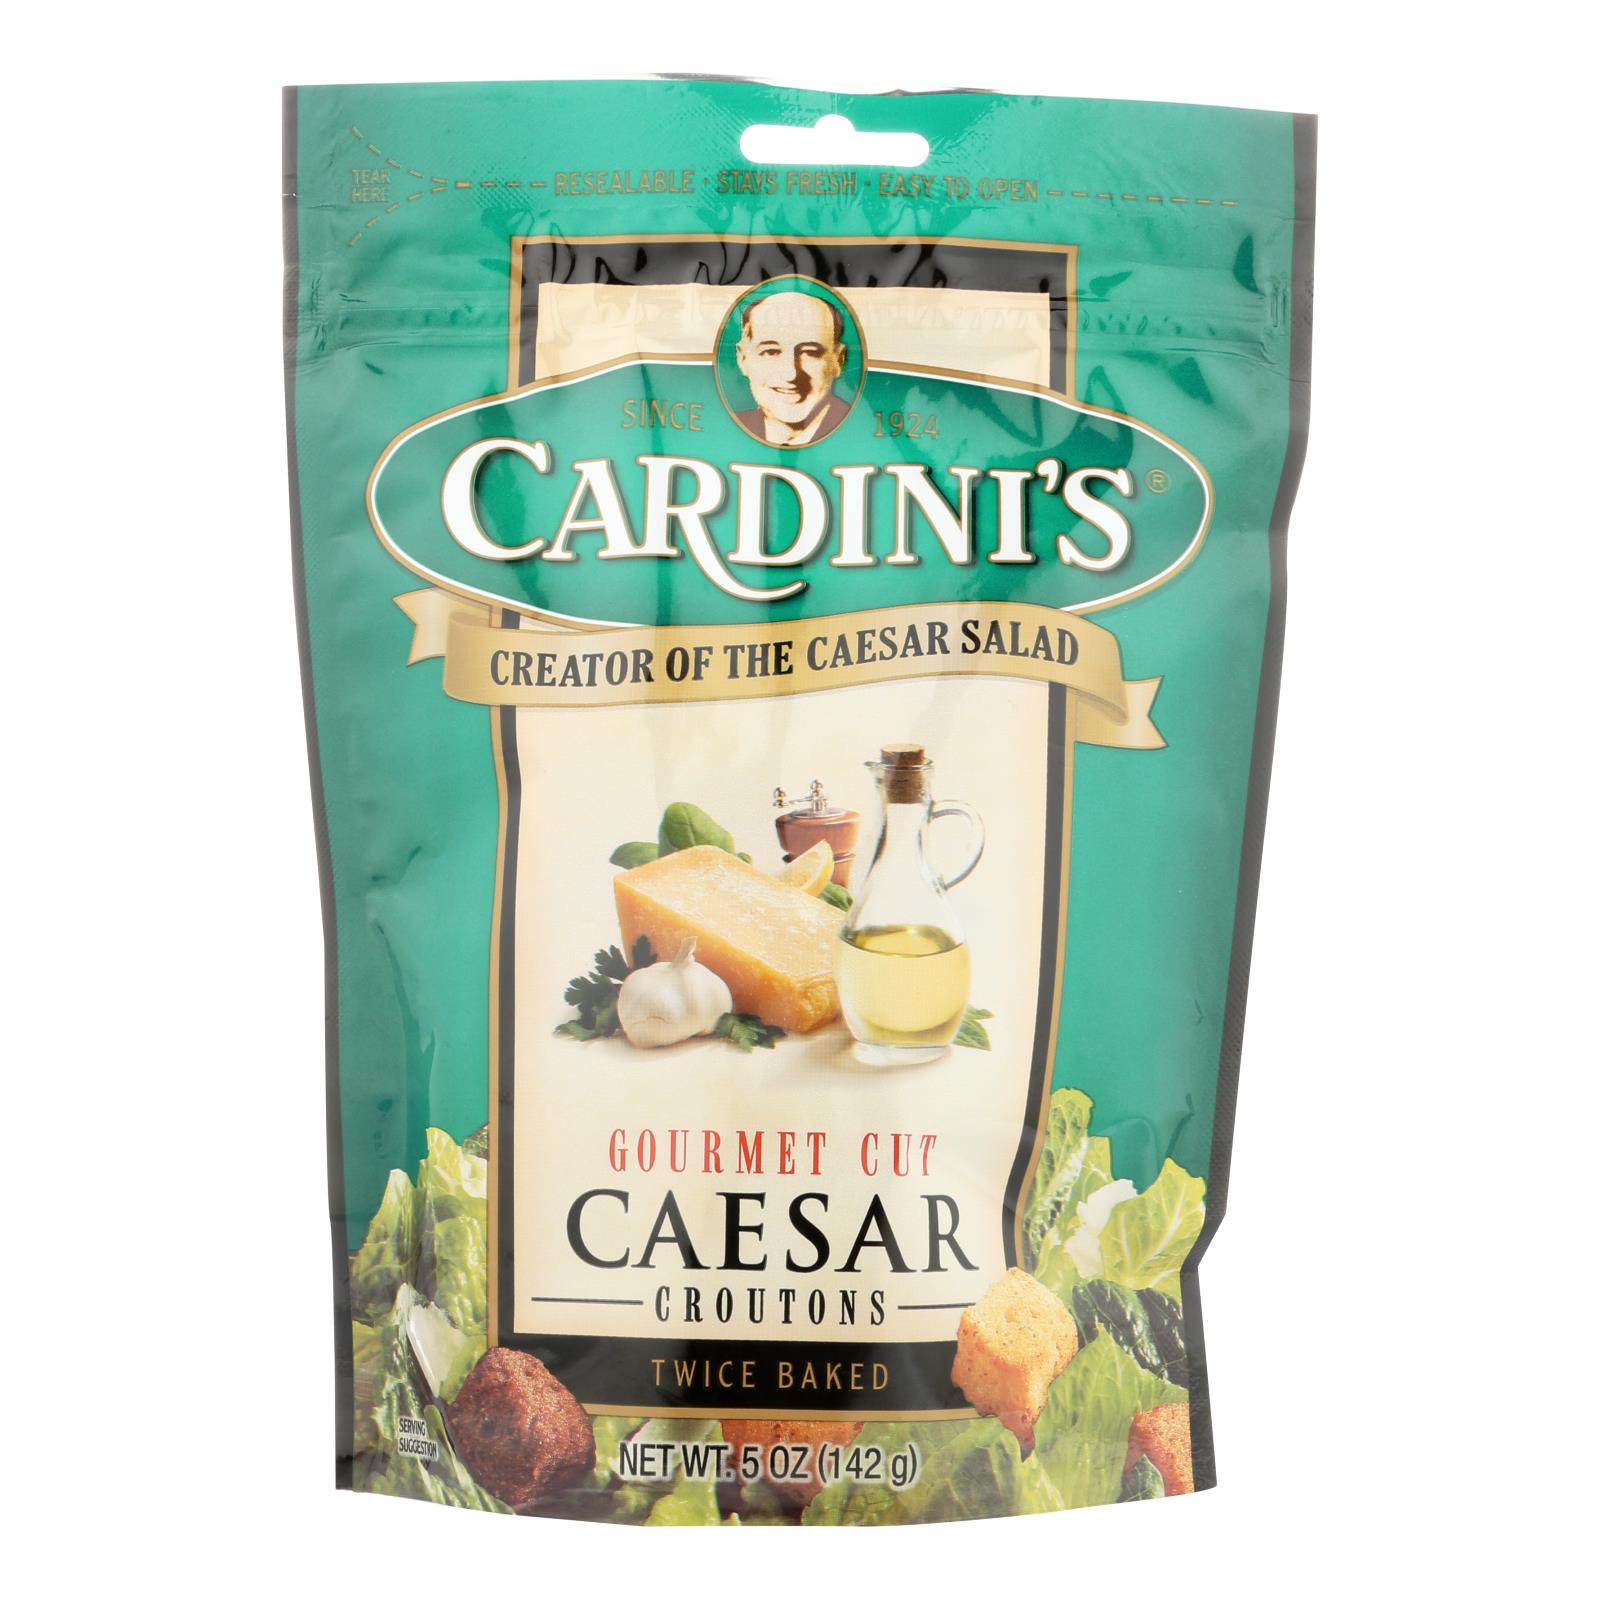 TEAR
HERE
RESEALABLE · STAYS FRESH · EASY TO OPEN
SINCE 1924
CARDINI'S®
CREATOR OF THE CAESAR SALAD
GOURMET CUT
CAESAR
CROUTONS
TWICE BAKED
SERVING
SUGGESTION
NET WT. 5 OZ (142 g)